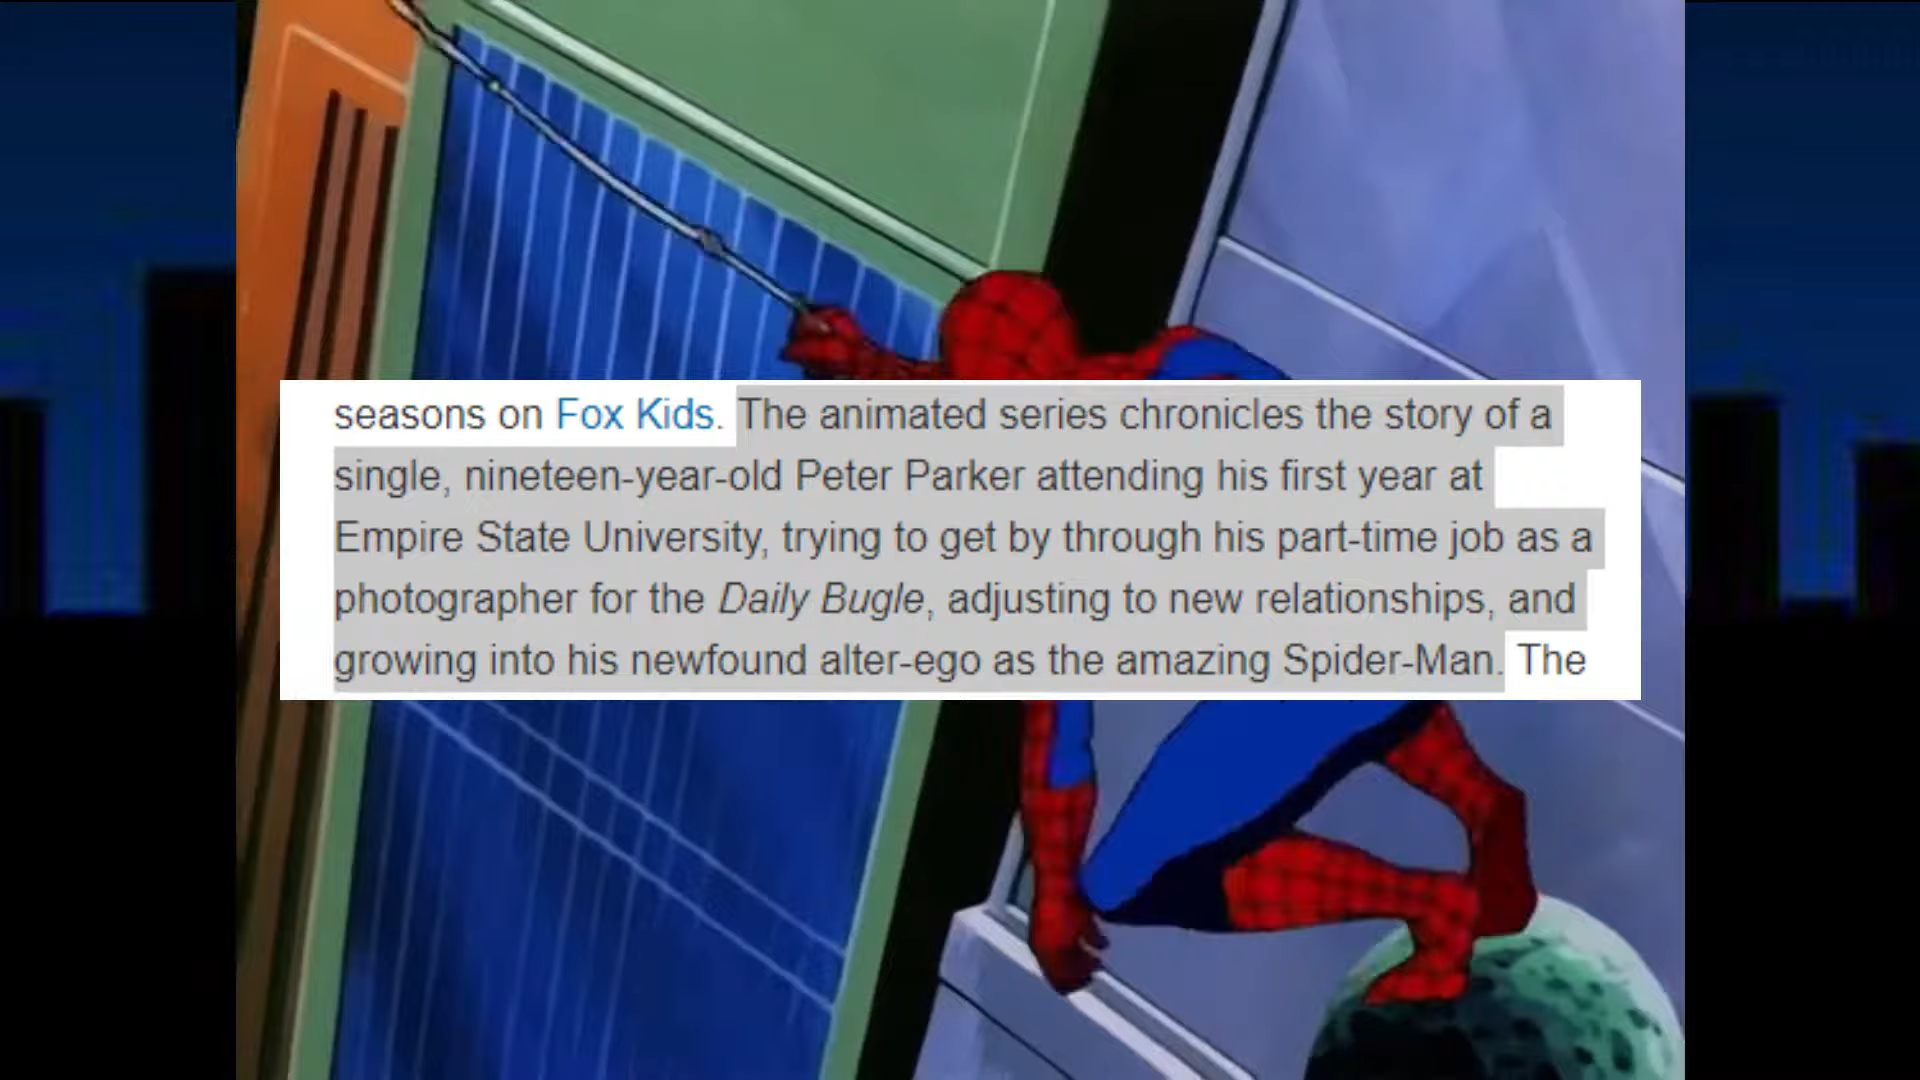 seasons on Fox Kids. The animated series chronicles the story of a
single, nineteen-year-old Peter Parker attending his first year at
Empire State University, trying to get by through his part-time job as a
photographer for the Daily Bugle, adjusting to new relationships, and
growing into his newfound alter-ego as the amazing Spider-Man. The